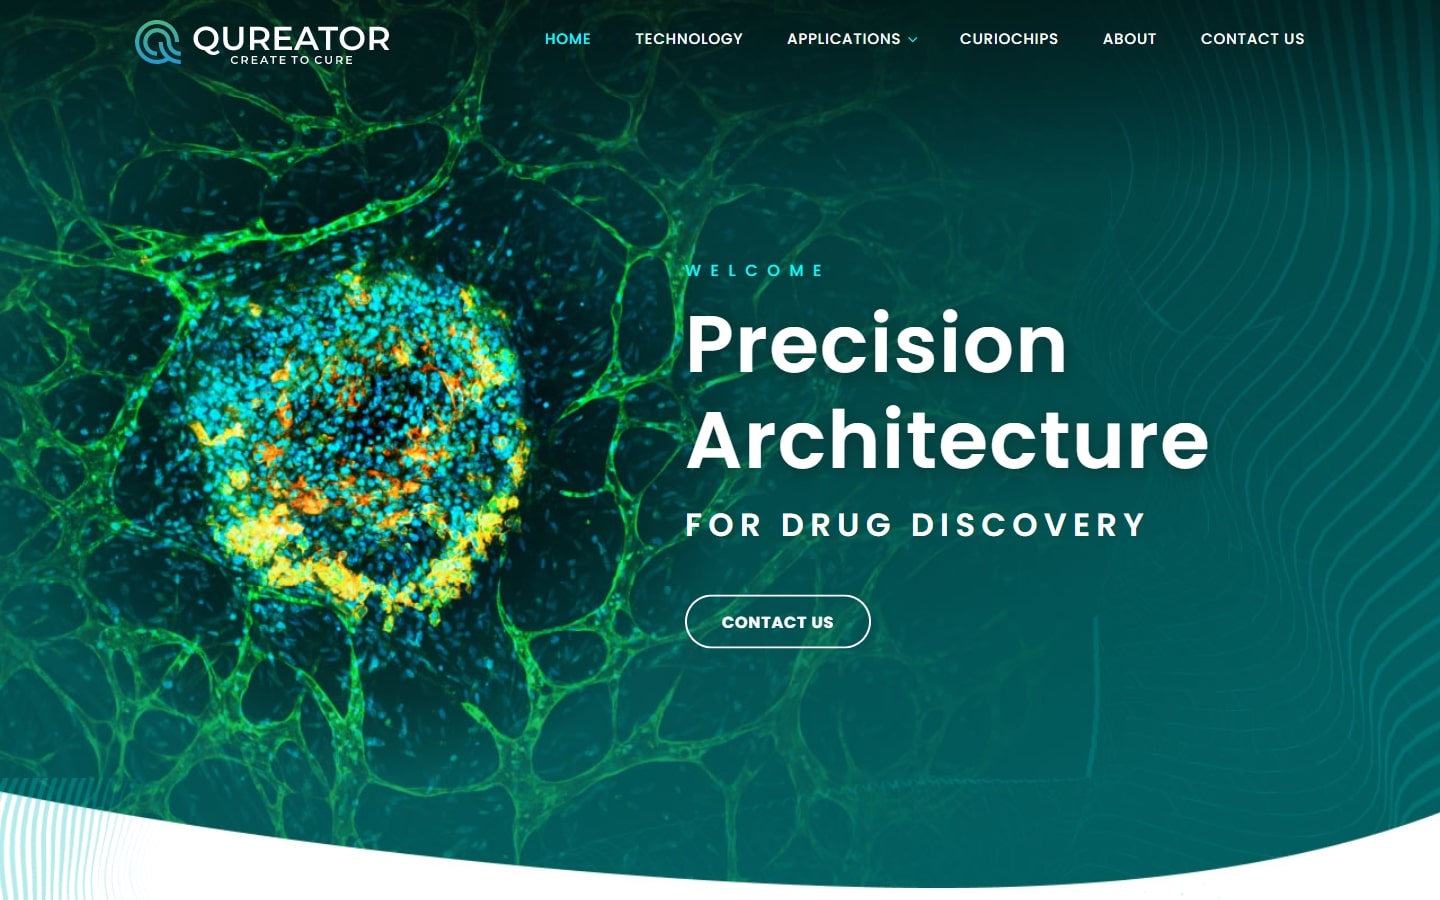 QUREATOR
CREATE TO CURE
HOME
TECHNOLOGY
APPLICATIONS
CURIOCHIPS
ABOUT
CONTACT US
WELCOME
Precision
Architecture
FOR DRUG DISCOVERY
CONTACT US